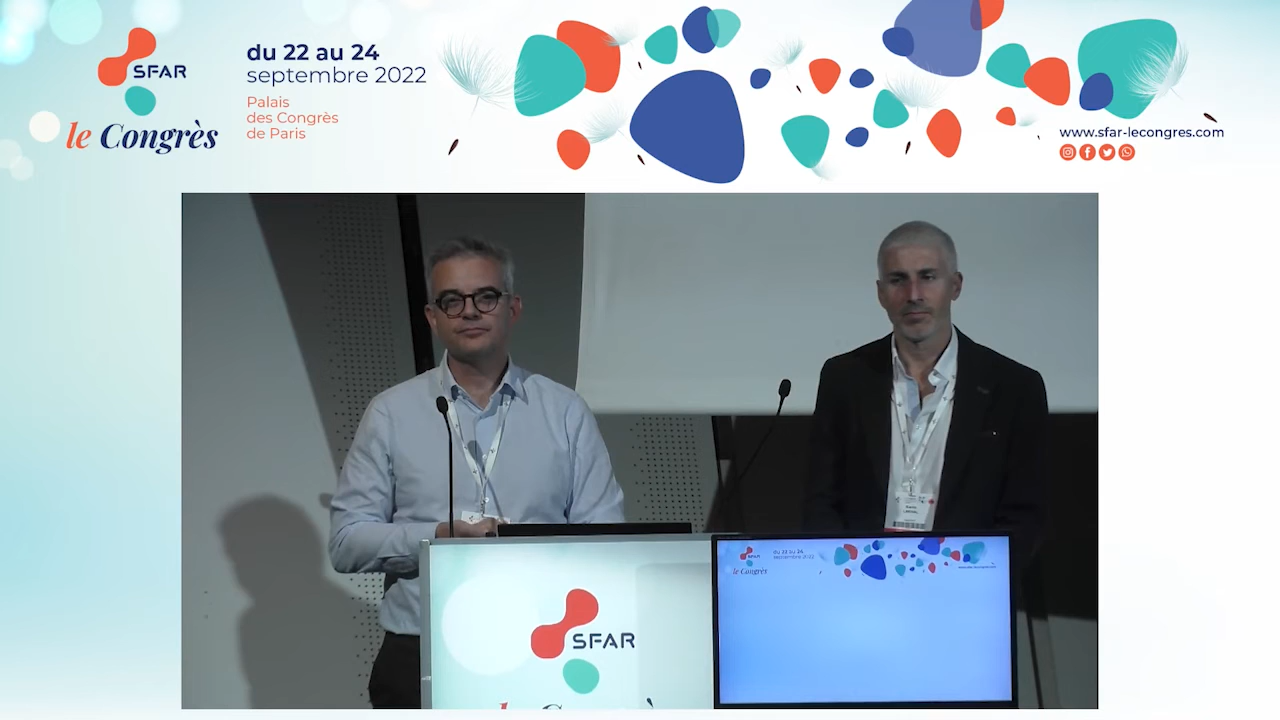 SFAR
le Congrès
du 22 au 24
septembre 2022
Palais
des Congrès
de Paris
www.sfar-lecongres.com
SFAR
le Congrès
du 22 au 24
septembre 2022
SFAR